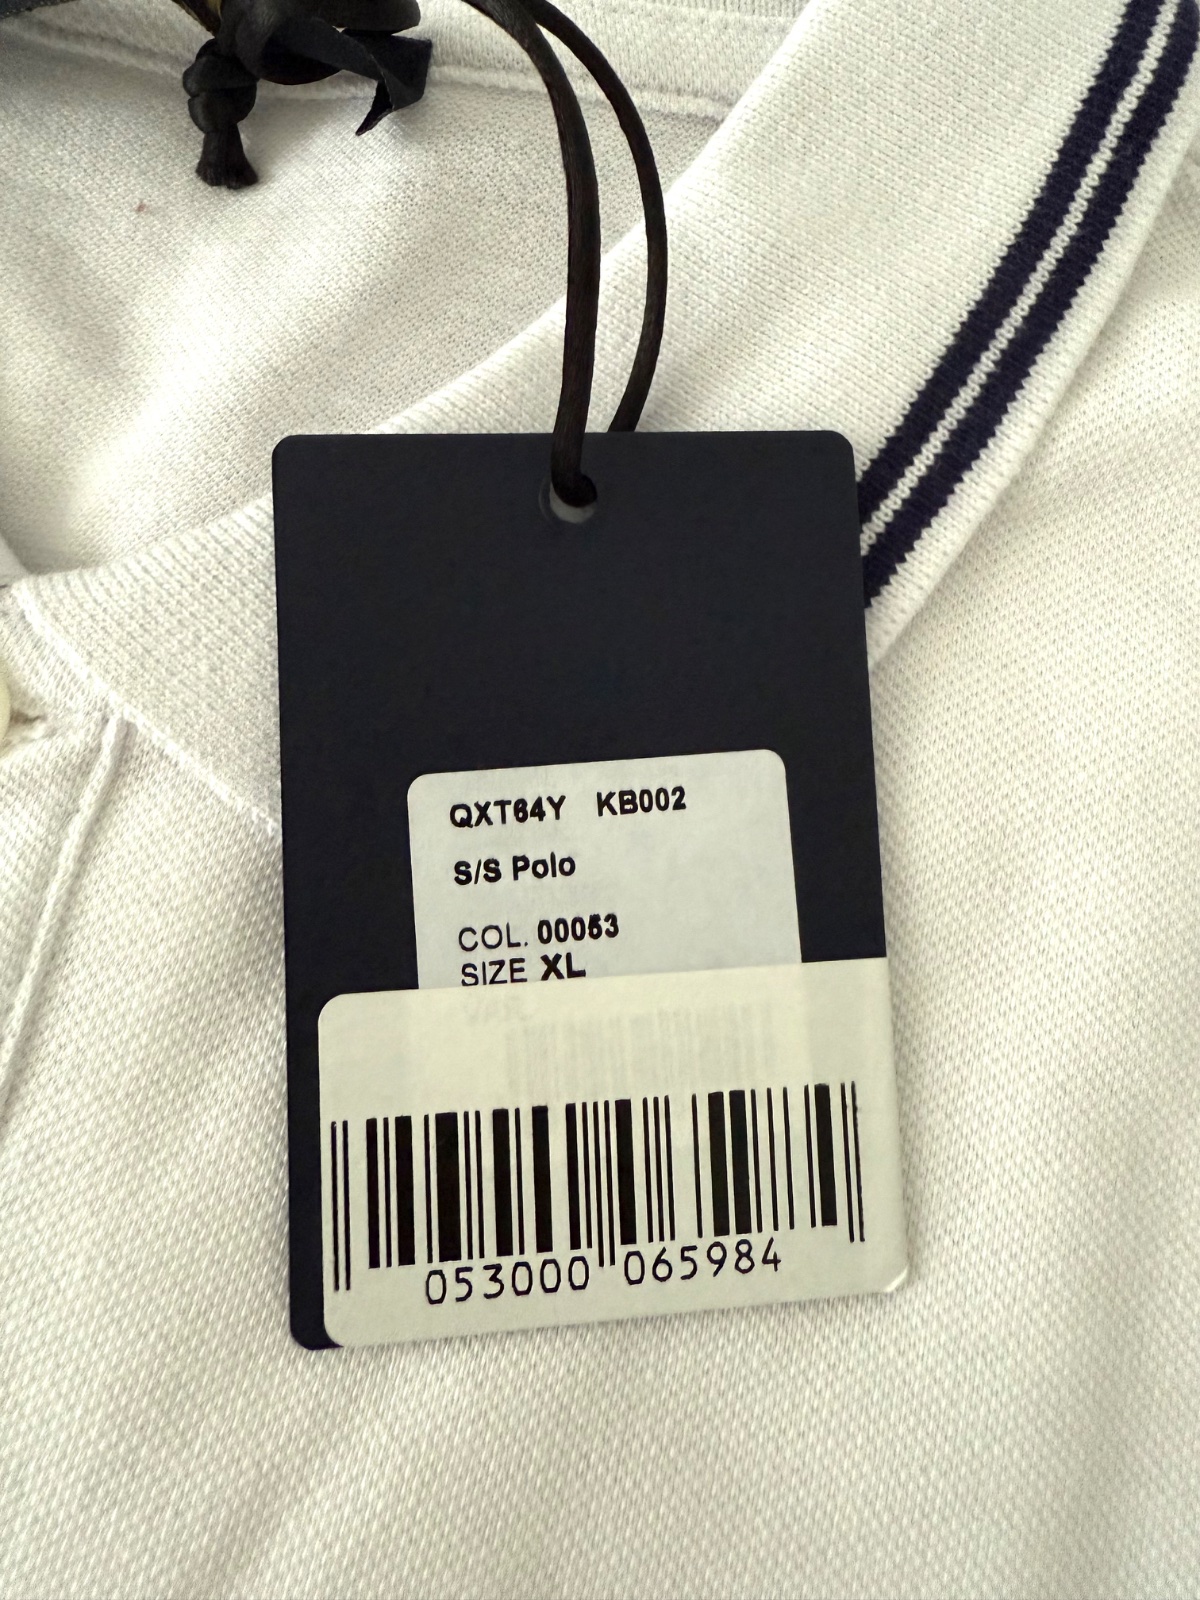 QXT64Y KB002
S/S Polo
COL. 00053
SIZE XL
053000 065984